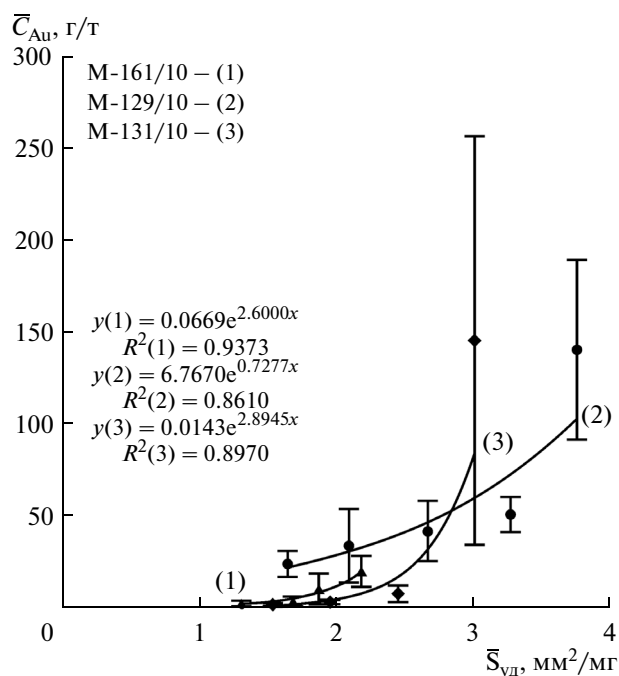 C̅Au, г/т
300
M-161/10 – (1)
M-129/10 – (2)
M-131/10 – (3)
250
200
150
y(1) = 0.0669e^2.6000x
R²(1) = 0.9373
y(2) = 6.7670e^0.7277x
R²(2) = 0.8610
y(3) = 0.0143e^2.8945x
R²(3) = 0.8970
100
(2)
(3)
50
(1)
0 1 2 3 4
S̅уд, мм²/мг